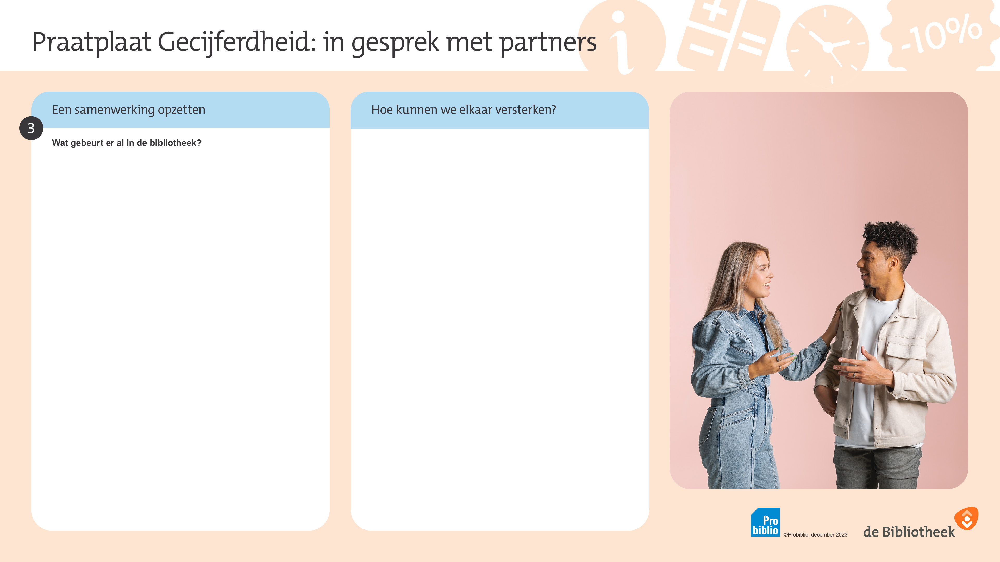 Praatplaat Gecijferdheid: in gesprek met partners
-10%
Een samenwerking opzetten
3
Wat gebeurt er al in de bibliotheek?
Hoe kunnen we elkaar versterken?
Pro
biblio
©Probiblio, december 2023
de Bibliotheek